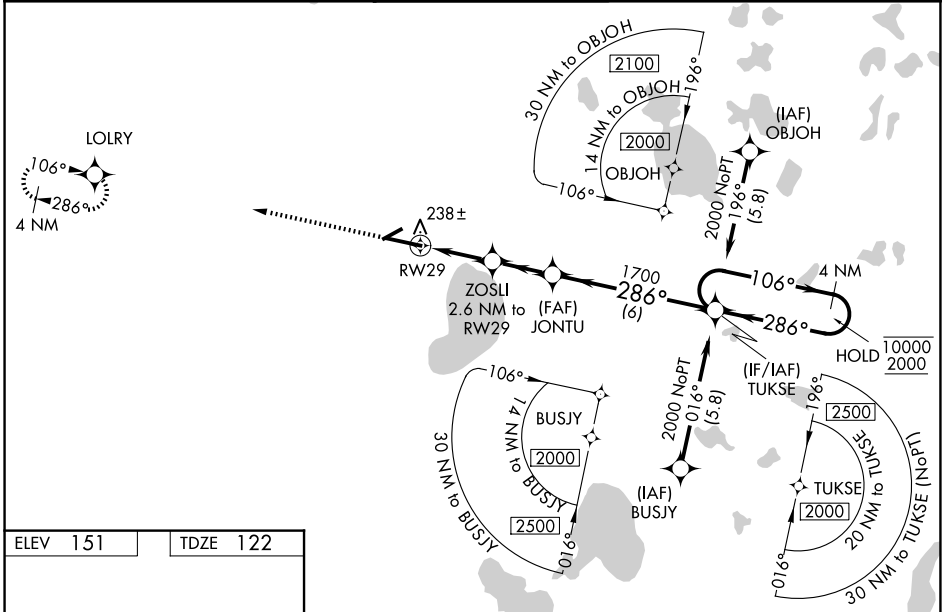 30 NM to OBJOH
2100
196°
14 NM to OBJOH
2000
OBJOH
106°
(IAF)
OBJOH
2000 NoPT
196°
(5.8)
LOLRY
106°
286°
4 NM
238±
RW29
ZOSLI
2.6 NM to
RW29
(FAF)
JONTU
1700
286°
(6)
106°
4 NM
286°
HOLD
10000
2000
(IF/IAF)
TUKSE
2000 NoPT
016°
(5.8)
(IAF)
BUSJY
106°
BUSJY
14 NM to BUSJY
2000
30 NM to BUSJY
2500
016°
196°
2500
TUKSE
20 NM to TUKSE
2000
30 NM to TUKSE (NoPT)
016°
ELEV 151
TDZE 122